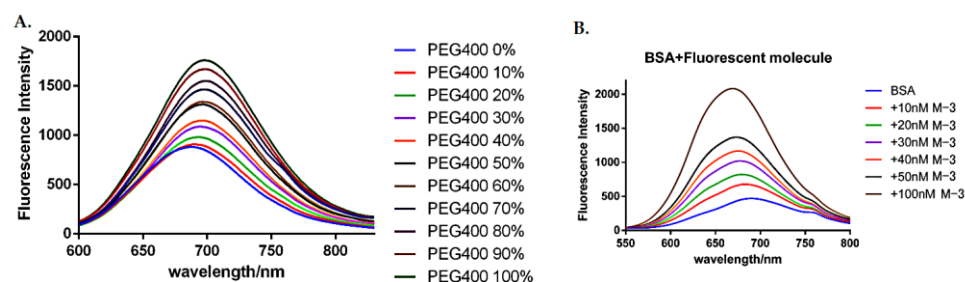 A.
2000
1500
1000
500
0
600
650
700
750
800
Fluorescence Intensity
wavelength/nm
PEG400 0%
PEG400 10%
PEG400 20%
PEG400 30%
PEG400 40%
PEG400 50%
PEG400 60%
PEG400 70%
PEG400 80%
PEG400 90%
PEG400 100%
B.
BSA+Fluorescent molecule
2000
1500
1000
500
0
550
600
650
700
750
800
Fluorescence Intensity
wavelength/nm
BSA
+10nM M−3
+20nM M−3
+30nM M−3
+40nM M−3
+50nM M−3
+100nM M−3